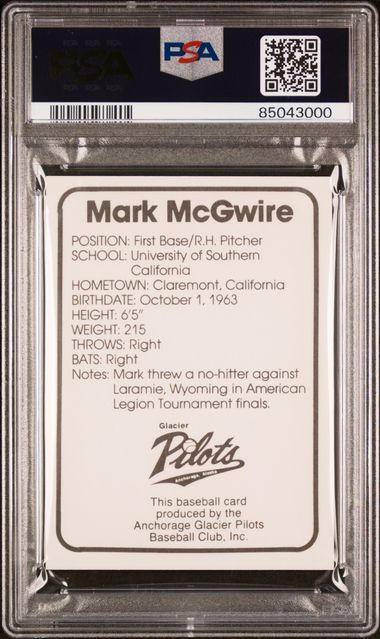 PSA
PSA
85043000
Mark McGwire
POSITION: First Base/R.H. Pitcher
SCHOOL: University of Southern
California
HOMETOWN: Claremont, California
BIRTHDATE: October 1, 1963
HEIGHT: 6'5"
WEIGHT: 215
THROWS: Right
BATS: Right
Notes: Mark threw a no-hitter against
Laramie, Wyoming in American
Legion Tournament finals.
Glacier
Pilots
Anchorage, Alaska
This baseball card
produced by the
Anchorage Glacier Pilots
Baseball Club, Inc.